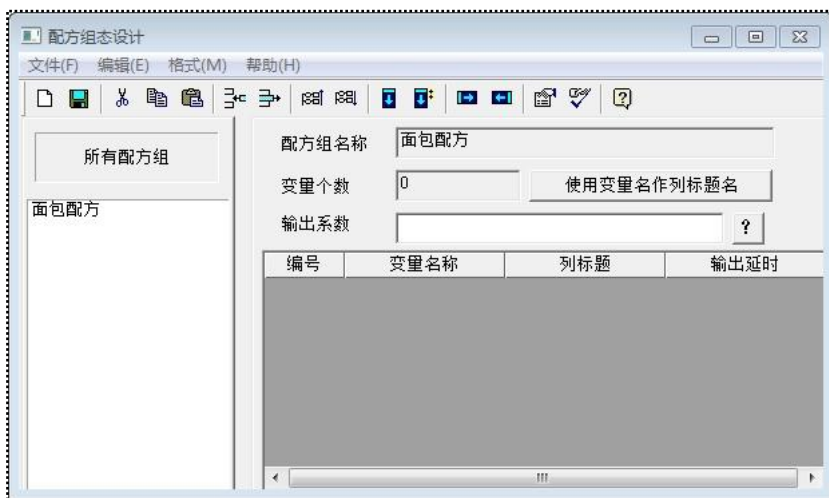 配方组态设计
文件(F) 编辑(E) 格式(M) 帮助(H)
所有配方组
面包配方
配方组名称 面包配方
变量个数 0 使用变量名作列标题名
输出系数 ?
编号 变量名称 列标题 输出延时